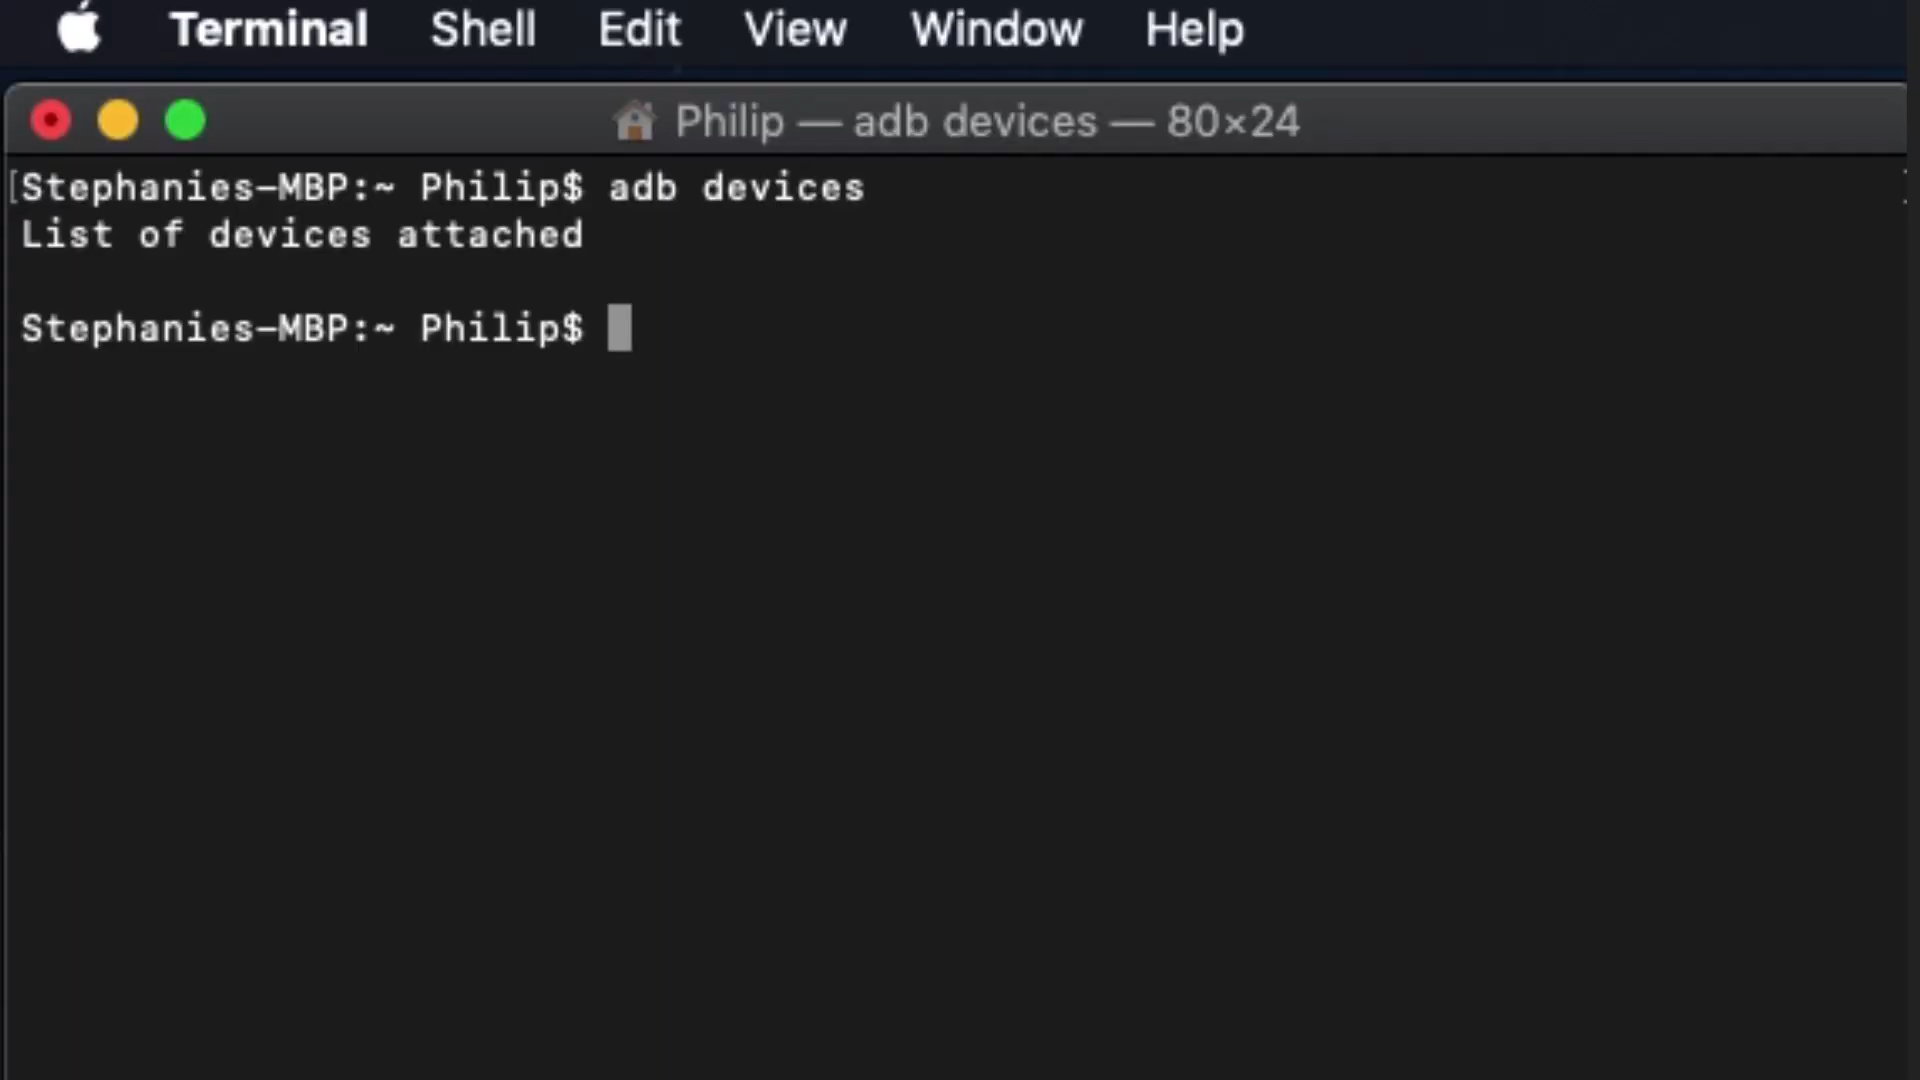 Terminal Shell Edit View Window Help
Philip — adb devices — 80×24
[Stephanies-MBP:~ Philip$ adb devices ]
List of devices attached
Stephanies-MBP:~ Philip$